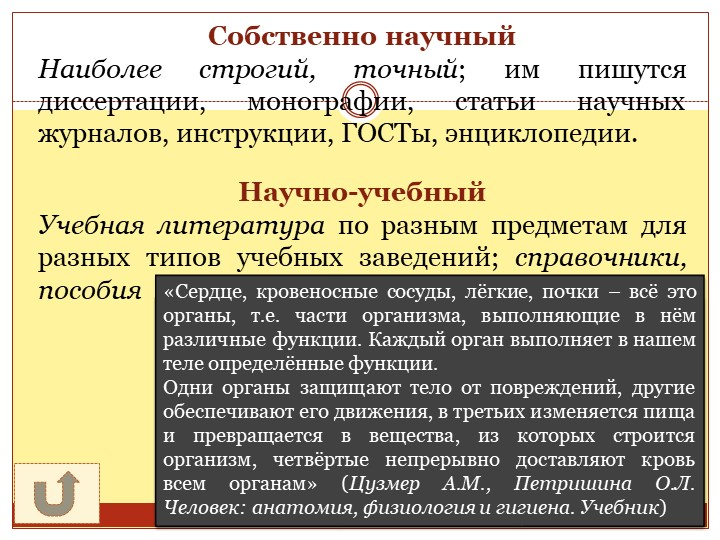 Собственно научный
Наиболее строгий, точный; им пишутся
диссертации, монографии, статьи научных
журналов, инструкции, ГОСТы, энциклопедии.
Научно-учебный
Учебная литература по разным предметам для
разных типов учебных заведений; справочники,
пособия
«Сердце, кровеносные сосуды, лёгкие, почки – всё это
органы, т.е. части организма, выполняющие в нём
различные функции. Каждый орган выполняет в нашем
теле определённые функции.
Одни органы защищают тело от повреждений, другие
обеспечивают его движения, в третьих изменяется пища
и превращается в вещества, из которых строится
организм, четвёртые непрерывно доставляют кровь
всем органам» (Цузмер А.М., Петришина О.Л.
Человек: анатомия, физиология и гигиена. Учебник)